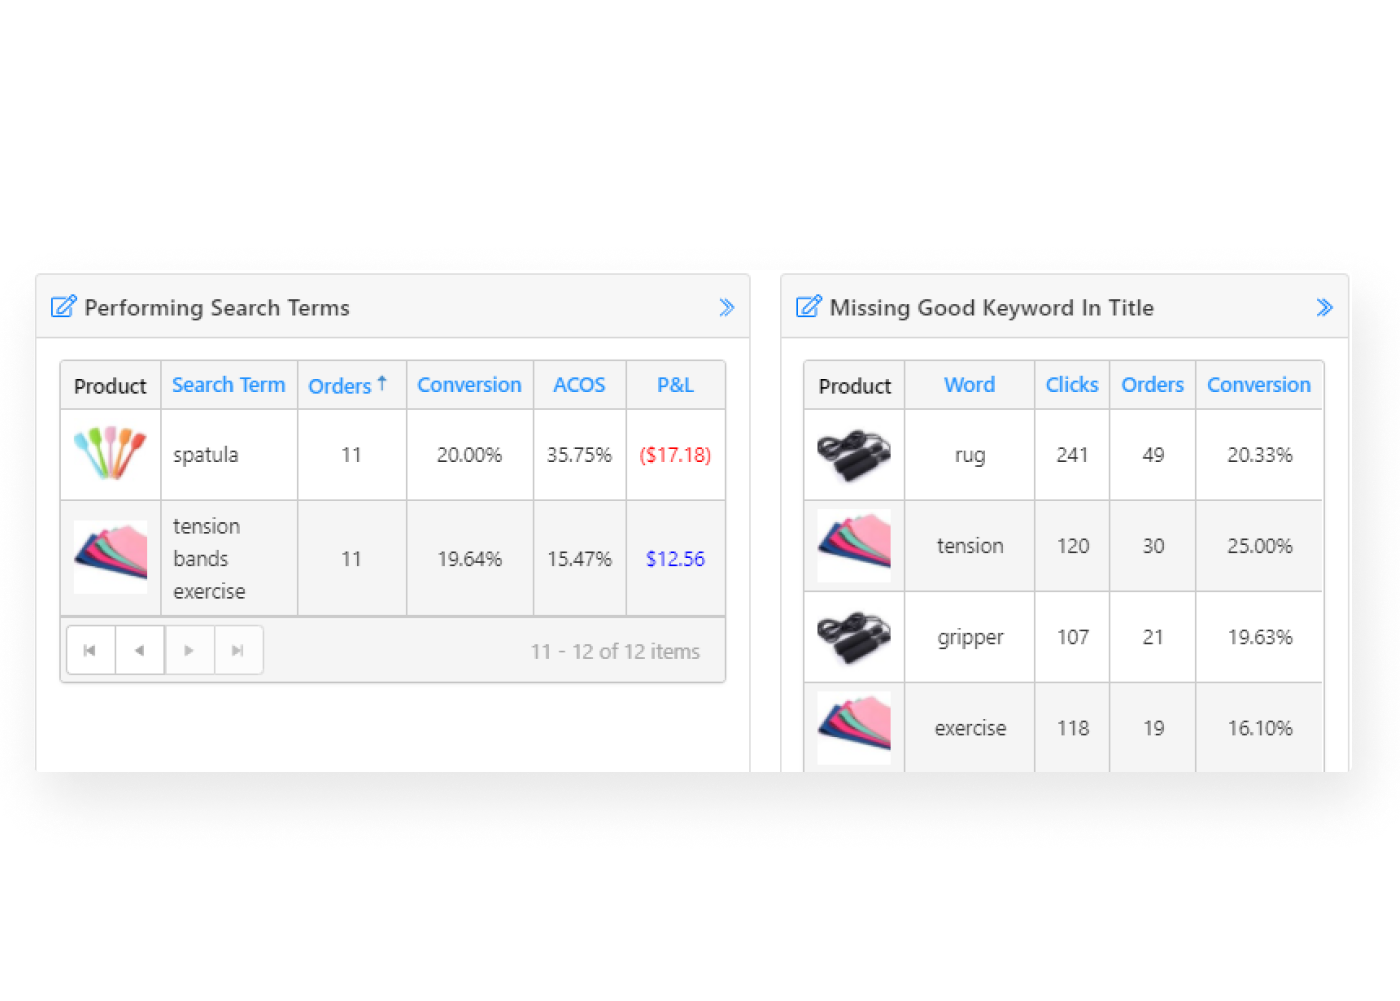 Performing Search Terms
Product Search Term Orders Conversion ACOS P&L
spatula 11 20.00% 35.75% ($17.18)
tension
bands
exercise
11 19.64% 15.47% $12.56
11 - 12 of 12 items
Missing Good Keyword In Title
Product Word Clicks Orders Conversion
rug 241 49 20.33%
tension 120 30 25.00%
gripper 107 21 19.63%
exercise 118 19 16.10%